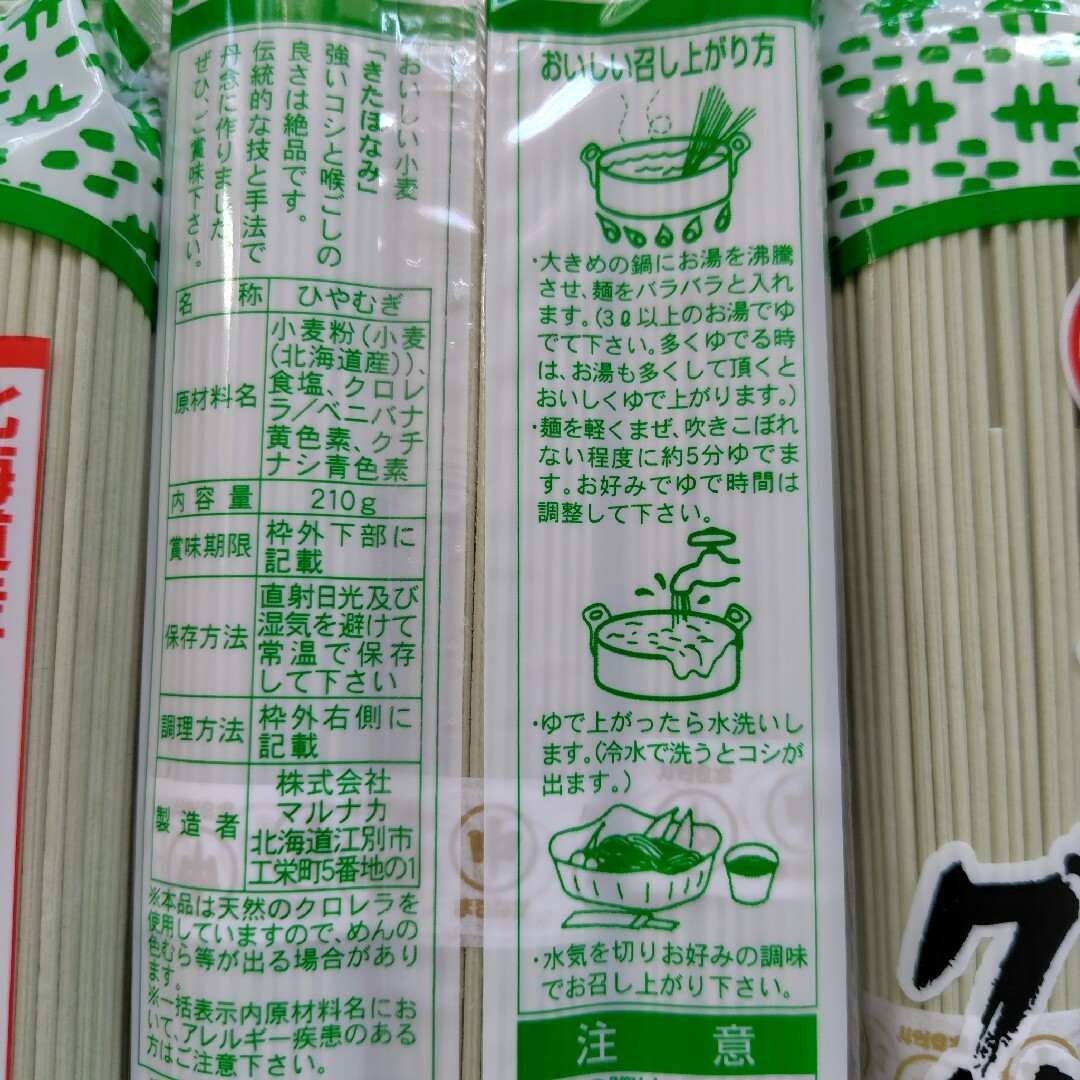 おいしい小麦
「きたほなみ」
強いコシと喉ごしの
良さは絶品です。
伝統的な技と手法で
丹念に作りました。
ぜひ、ご賞味下さい。
名称 ひやむぎ
原材料名 小麦粉(小麦
(北海道産))、
食塩、クロレ
ラ/ベニバナ
黄色素、クチ
ナシ青色素
内容量 210g
賞味期限 枠外下部に
記載
保存方法 直射日光及び
湿気を避けて
常温で保存
して下さい
調理方法 枠外右側に
記載
製造者 株式会社
マルナカ
北海道江別市
工栄町5番地の1
※本品は天然のクロレラを
使用していますので、めんの
色むら等が出る場合があり
ます。
※一括表示内原材料名にお
いて、アレルギー疾患のある
方はご注意下さい。
おいしい召し上がり方
・大きめの鍋にお湯を沸騰
させ、麺をバラバラと入れ
ます。(3ℓ以上のお湯でゆ
でて下さい。多くゆでる時
は、お湯も多くして頂くと
おいしくゆで上がります。)
・麺を軽くまぜ、吹きこぼれ
ない程度に約5分ゆでま
す。お好みでゆで時間は
調整して下さい。
・ゆで上がったら水洗いし
ます。(冷水で洗うとコシが
出ます。)
・水気を切りお好みの調味
でお召し上がり下さい。
注意